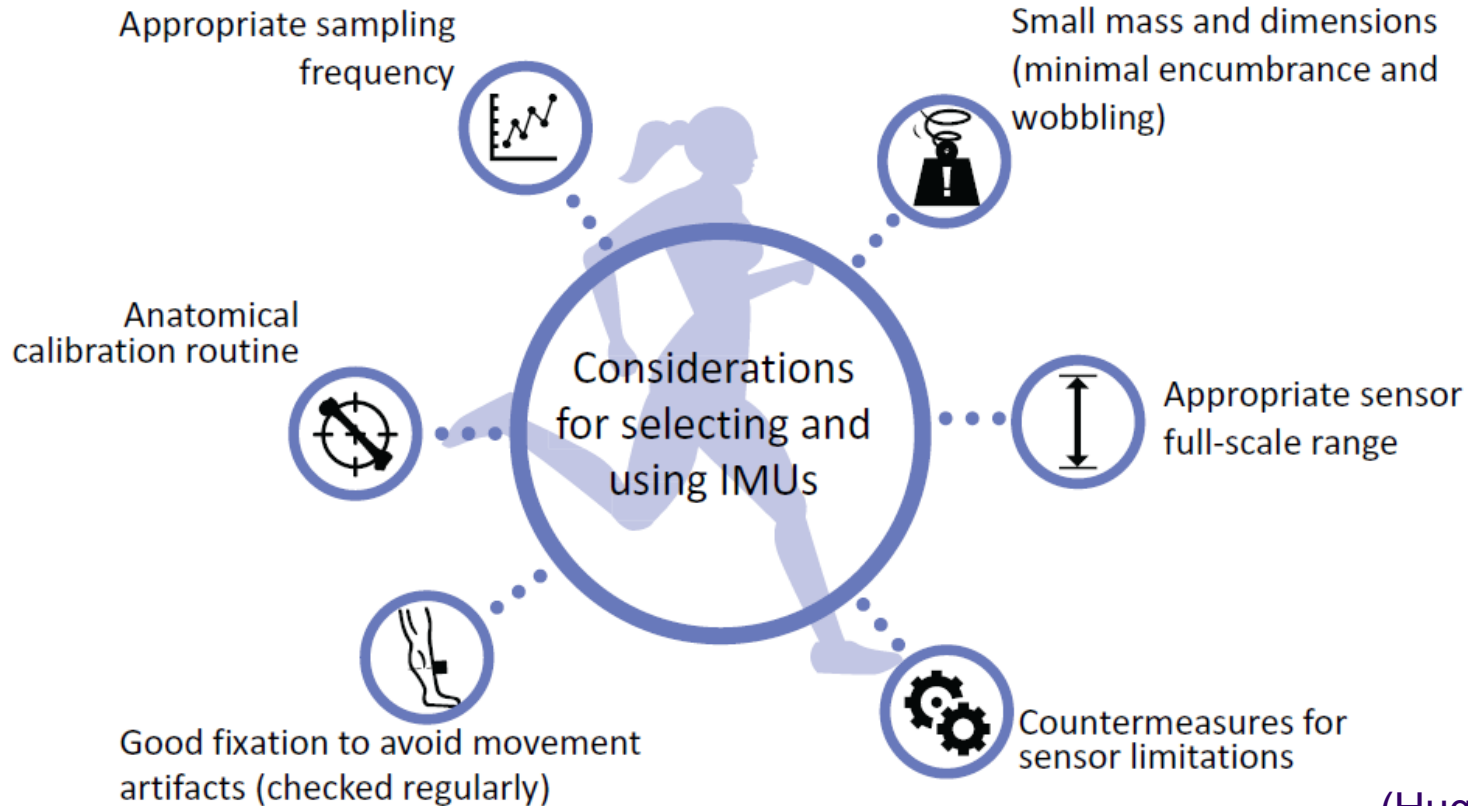 Appropriate sampling
frequency
Small mass and dimensions
(minimal encumbrance and
wobbling)
Anatomical
calibration routine
Considerations
for selecting and
using IMUs
Appropriate sensor
full-scale range
Good fixation to avoid movement
artifacts (checked regularly)
Countermeasures for
sensor limitations